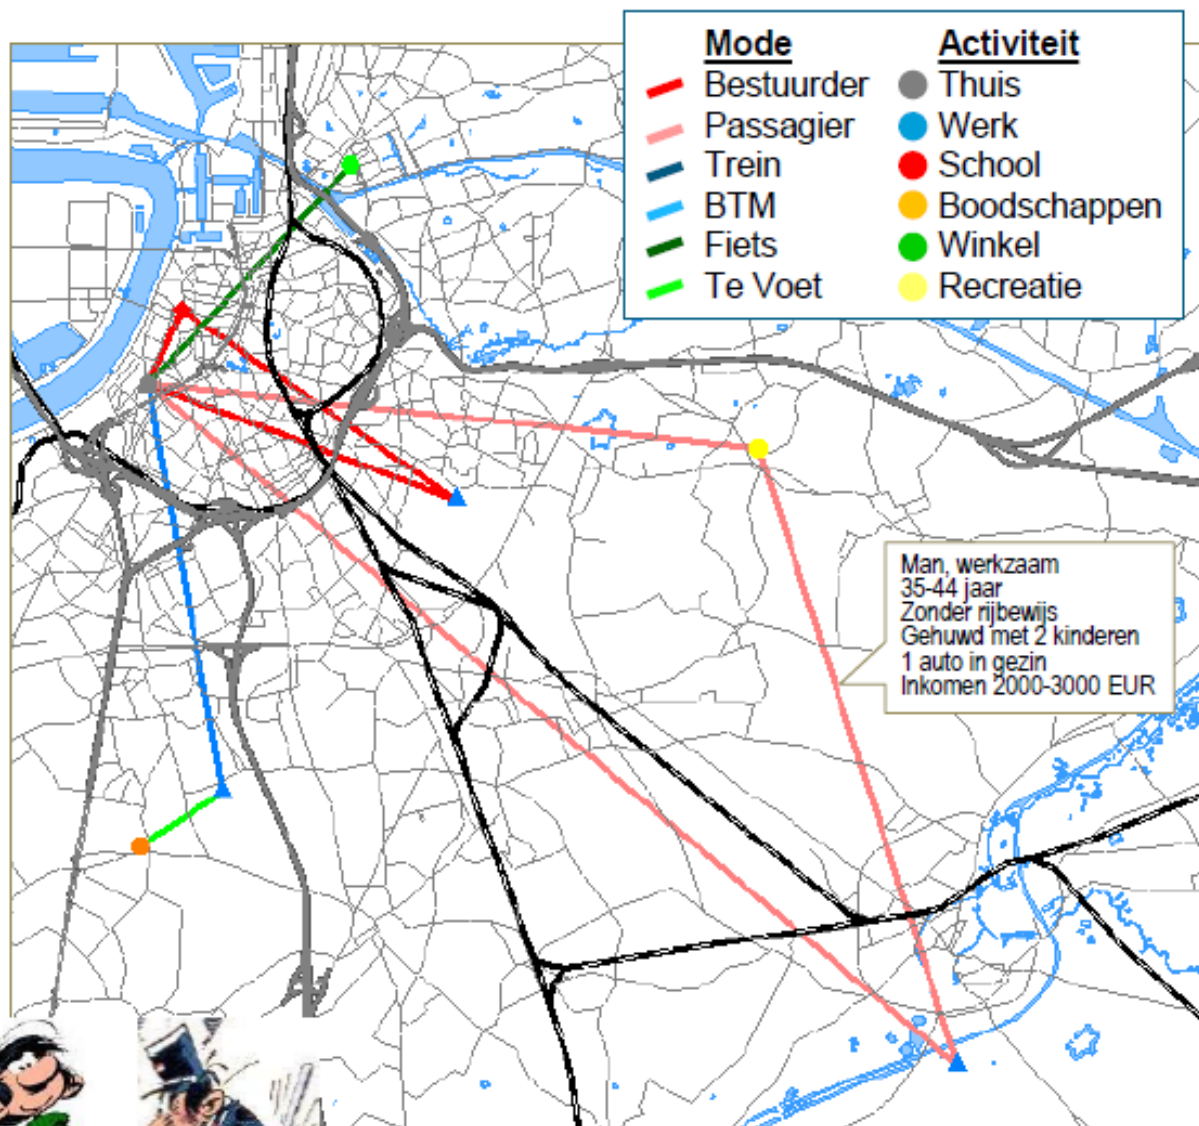 Mode
Activiteit
Bestuurder
Thuis
Passagier
Werk
Trein
School
BTM
Boodschappen
Fiets
Winkel
Te Voet
Recreatie
Man, werkzaam
35-44 jaar
Zonder rijbewijs
Gehuwd met 2 kinderen
1 auto in gezin
Inkomen 2000-3000 EUR